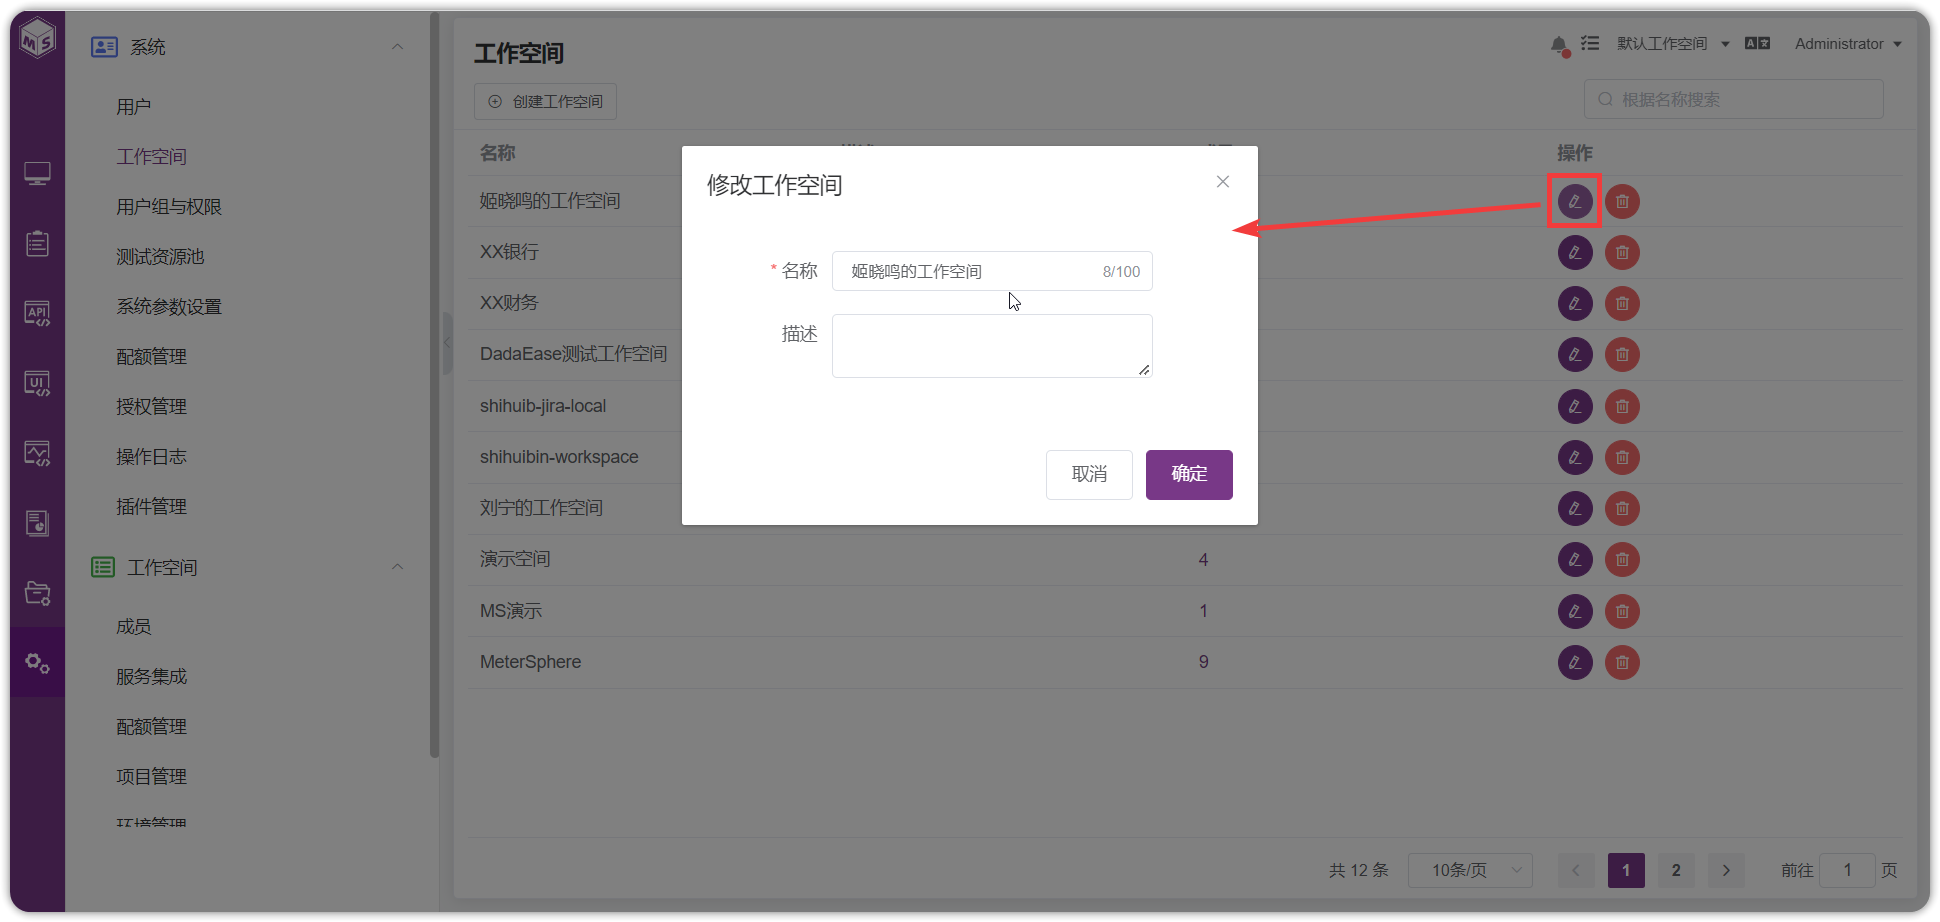 MS
系统
用户
工作空间
用户组与权限
测试资源池
系统参数设置
配额管理
授权管理
操作日志
插件管理
工作空间
成员
服务集成
配额管理
项目管理
环境管理
API
UI
工作空间
默认工作空间
Administrator
创建工作空间
根据名称搜索
名称
操作
姬晓鸣的工作空间
XX银行
XX财务
DadaEase测试工作空间
shihuib-jira-local
shihuibin-workspace
刘宁的工作空间
演示空间 4
MS演示 1
MeterSphere 9
修改工作空间
* 名称 姬晓鸣的工作空间 8/100
描述
取消 确定
共 12 条 10条/页 1 2 前往 1 页